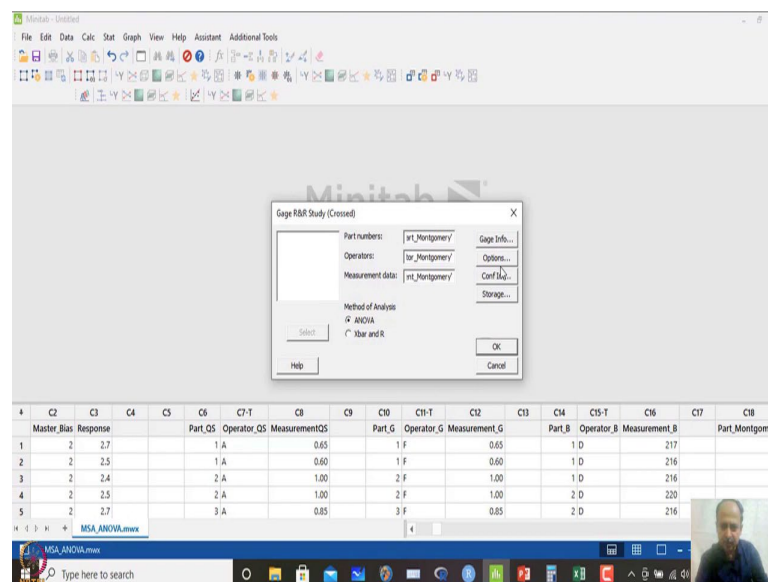 Minitab - Untitled
File Edit Data Calc Stat Graph View Help Assistant Additional Tools
Minitab
Gage R&R Study (Crossed) X
Part numbers: art_Montgomery' Gage Info...
Operators: tor_Montgomery' Options...
Measurement data: ent_Montgomery' Conf Int...
Storage...
Method of Analysis
ANOVA
Xbar and R
Select
OK
Help Cancel
C2 C3 C4 C5 C6 C7-T C8 C9 C10 C11-T C12 C13 C14 C15-T C16 C17 C18
Master_Bias Response Part_QS Operator_QS MeasurementQS Part_G Operator_G Measurement_G Part_B Operator_B Measurement_B Part_Montgom
1 2 2.7 1 A 0.65 1 F 0.65 1 D 217
2 2 2.5 1 A 0.60 1 F 0.60 1 D 216
3 2 2.4 2 A 1.00 2 F 1.00 1 D 216
4 2 2.5 2 A 1.00 2 F 1.00 2 D 220
5 2 2.7 3 A 0.85 3 F 0.85 2 D 216
MSA_ANOVA.mwx
MSA_ANOVA.mwx
Type here to search